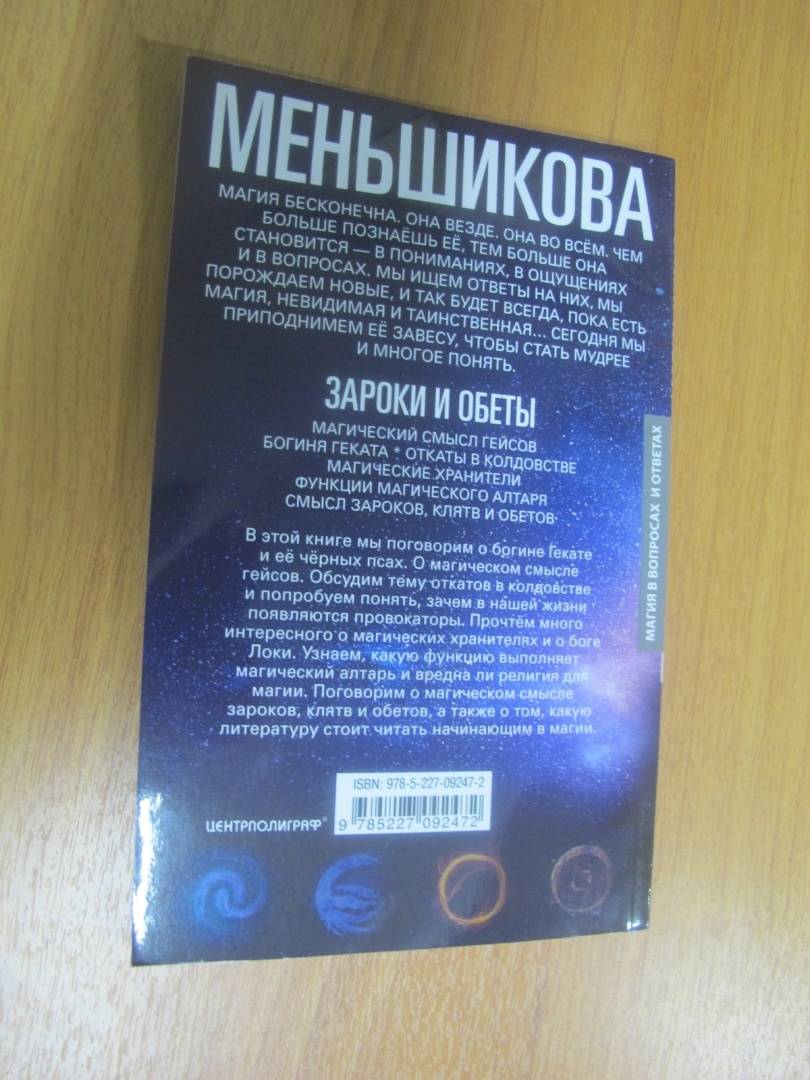 МЕНЬШИКОВА
МАГИЯ БЕСКОНЕЧНА. ОНА ВЕЗДЕ. ОНА ВО ВСЁМ. ЧЕМ
БОЛЬШЕ ПОЗНАЁШЬ ЕЁ, ТЕМ БОЛЬШЕ ОНА
СТАНОВИТСЯ — В ПОНИМАНИЯХ, В ОЩУЩЕНИЯХ
И В ВОПРОСАХ. МЫ ИЩЕМ ОТВЕТЫ НА НИХ, МЫ
ПОРОЖДАЕМ НОВЫЕ, И ТАК БУДЕТ ВСЕГДА, ПОКА ЕСТЬ
МАГИЯ, НЕВИДИМАЯ И ТАИНСТВЕННАЯ... СЕГОДНЯ МЫ
ПРИПОДНИМЕМ ЕЁ ЗАВЕСУ, ЧТОБЫ СТАТЬ МУДРЕЕ
И МНОГОЕ ПОНЯТЬ.
ЗАРОКИ И ОБЕТЫ
МАГИЧЕСКИЙ СМЫСЛ ГЕЙСОВ
БОГИНЯ ГЕКАТА * ОТКАТЫ В КОЛДОВСТВЕ
МАГИЧЕСКИЕ ХРАНИТЕЛИ
ФУНКЦИИ МАГИЧЕСКОГО АЛТАРЯ
СМЫСЛ ЗАРОКОВ, КЛЯТВ И ОБЕТОВ
В этой книге мы поговорим о богине Гекате
и её чёрных псах. О магическом смысле
гейсов. Обсудим тему откатов в колдовстве
и попробуем понять, зачем в нашей жизни
появляются провокаторы. Прочтём много
интересного о магических хранителях и о боге
Локи. Узнаем, какую функцию выполняет
магический алтарь и вредна ли религия для
магии. Поговорим о магическом смысле
зароков, клятв и обетов, а также о том, какую
литературу стоит читать начинающим в магии.
МАГИЯ В ВОПРОСАХ И ОТВЕТАХ
ISBN: 978-5-227-09247-2
ЦЕНТРПОЛИГРАФ®
9 785227 092472